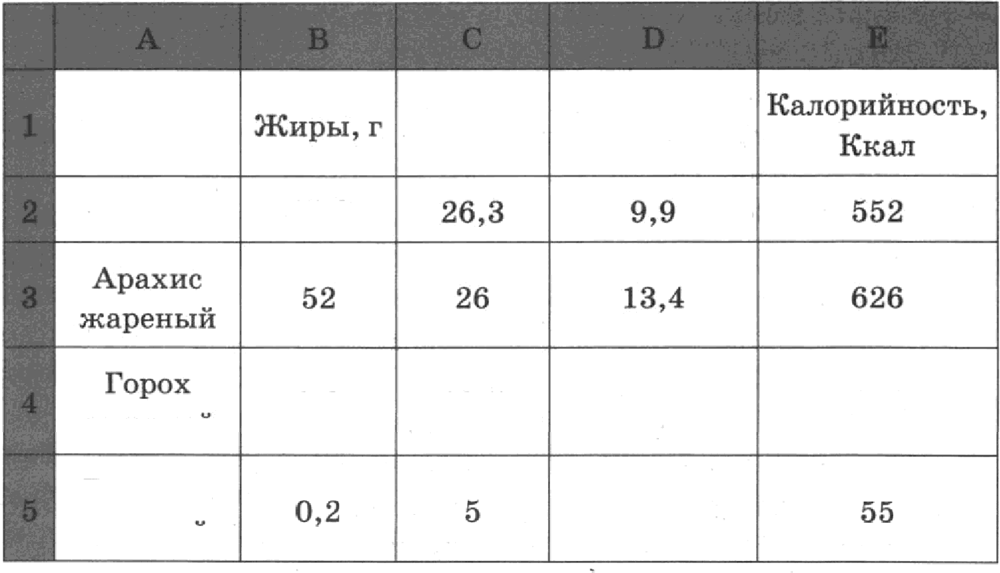 A B C D E
1 Жиры, г Калорийность,
Ккал
2 26,3 9,9 552
3 Арахис
жареный 52 26 13,4 626
4 Горох
5 0,2 5 55